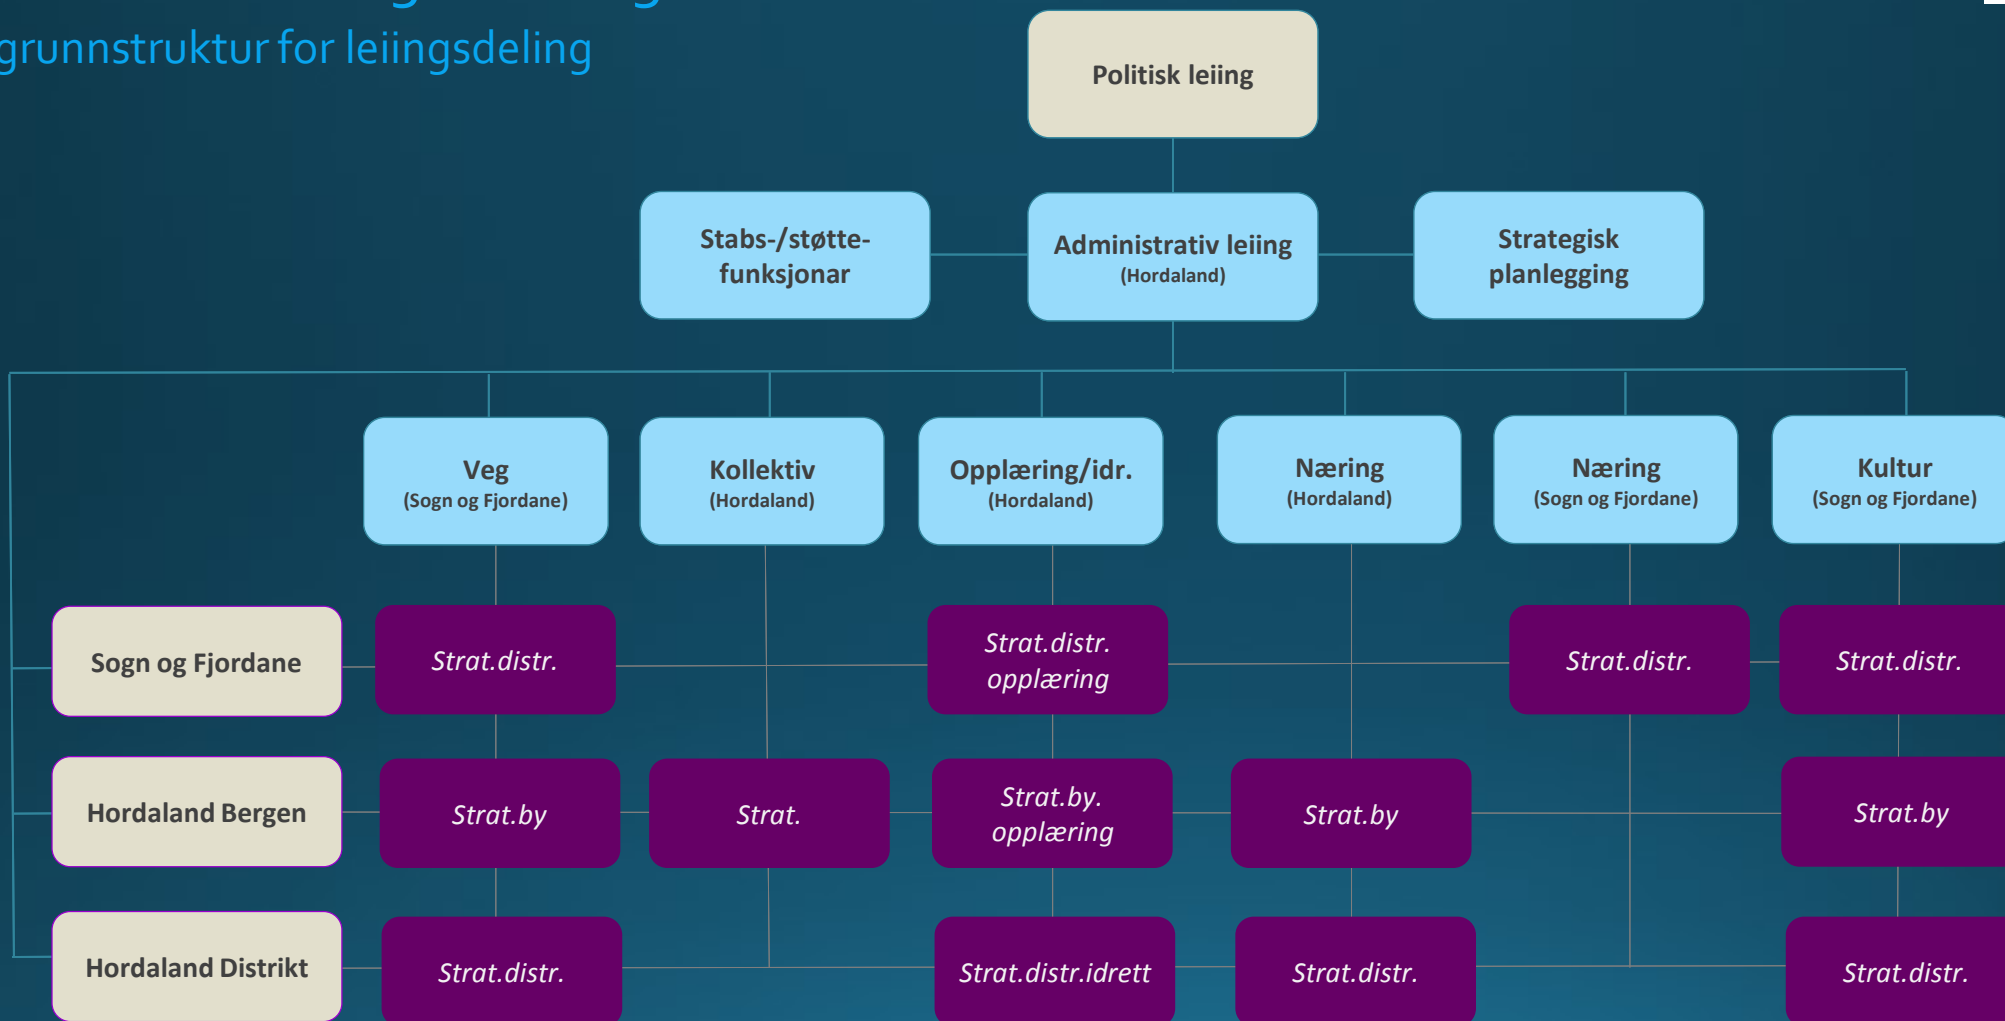 grunnstruktur for leiingsdeling
Politisk leiing
Stabs-/støtte-
funksjonar
Administrativ leiing
(Hordaland)
Strategisk
planlegging
Veg
(Sogn og Fjordane)
Kollektiv
(Hordaland)
Opplæring/idr.
(Hordaland)
Næring
(Hordaland)
Næring
(Sogn og Fjordane)
Kultur
(Sogn og Fjordane)
Sogn og Fjordane
Strat.distr.
Strat.distr.
opplæring
Strat.distr.
Strat.distr.
Hordaland Bergen
Strat.by
Strat.
Strat.by.
opplæring
Strat.by
Strat.by
Hordaland Distrikt
Strat.distr.
Strat.distr.idrett
Strat.distr.
Strat.distr.